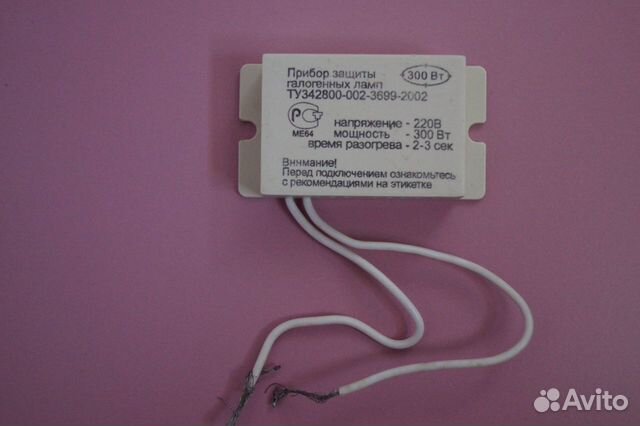 Прибор защиты
галогенных ламп
300 Вт
ТУ342800-002-3699-2002
РС
МЕ64
напряжение - 220В
мощность - 300 Вт
время разогрева - 2-3 сек
Внимание!
Перед подключением ознакомьтесь
с рекомендациями на этикетке
Avito